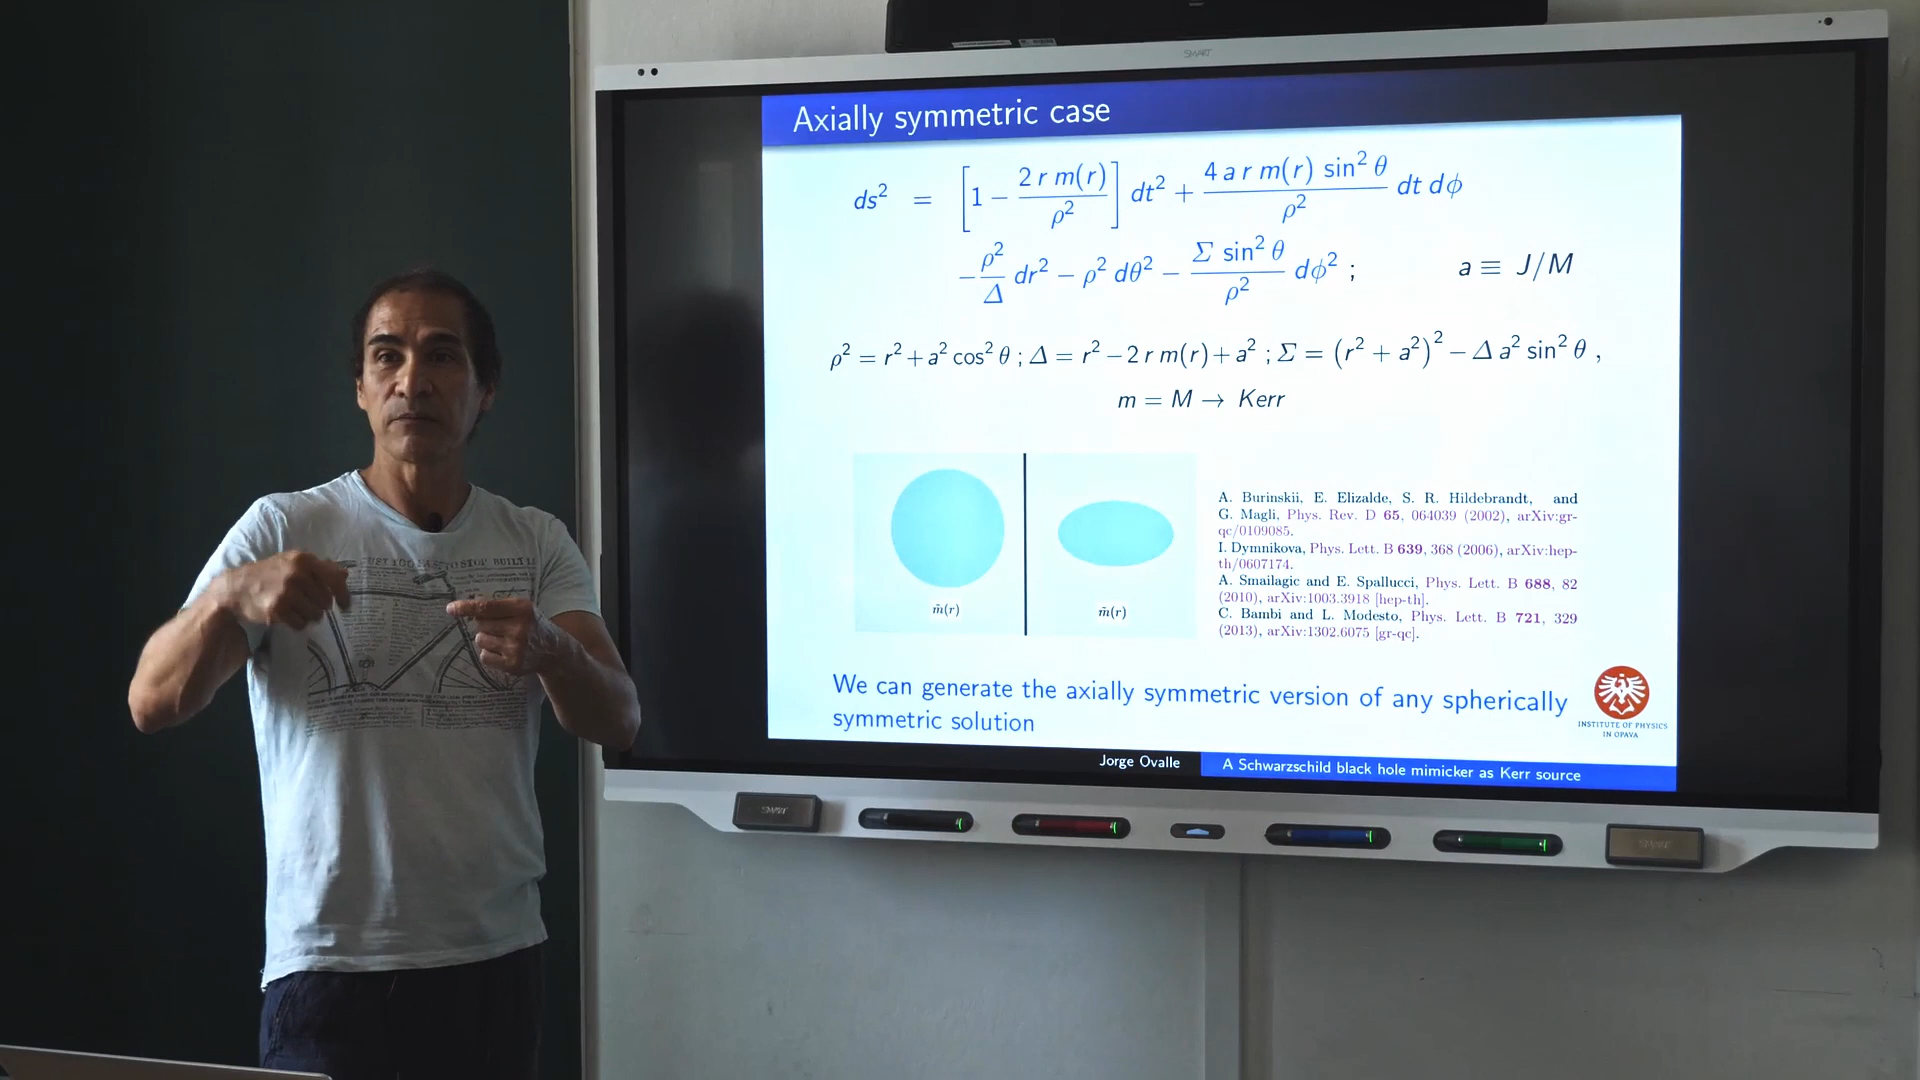 SMART
Axially symmetric case
ds² = [1 − 2 r m(r)/ρ²] dt² + 4 a r m(r) sin² θ/ρ² dt dϕ
−ρ²/Δ dr² − ρ² dθ² − Σ sin² θ/ρ² dϕ² ; a ≡ J/M
ρ² = r² + a² cos² θ ; Δ = r² − 2 r m(r) + a² ; Σ = (r² + a²)² − Δ a² sin² θ ,
m = M → Kerr
m̃(r)
m̃(r)
A. Burinskii, E. Elizalde, S. R. Hildebrandt, and
G. Magli, Phys. Rev. D 65, 064039 (2002), arXiv:gr-
qc/0109085.
I. Dymnikova, Phys. Lett. B 639, 368 (2006), arXiv:hep-
th/0607174.
A. Smailagic and E. Spallucci, Phys. Lett. B 688, 82
(2010), arXiv:1003.3918 [hep-th].
C. Bambi and L. Modesto, Phys. Lett. B 721, 329
(2013), arXiv:1302.6075 [gr-qc].
We can generate the axially symmetric version of any spherically
symmetric solution
INSTITUTE OF PHYSICS
IN OPAVA
Jorge Ovalle
A Schwarzschild black hole mimicker as Kerr source
SMART
SMART